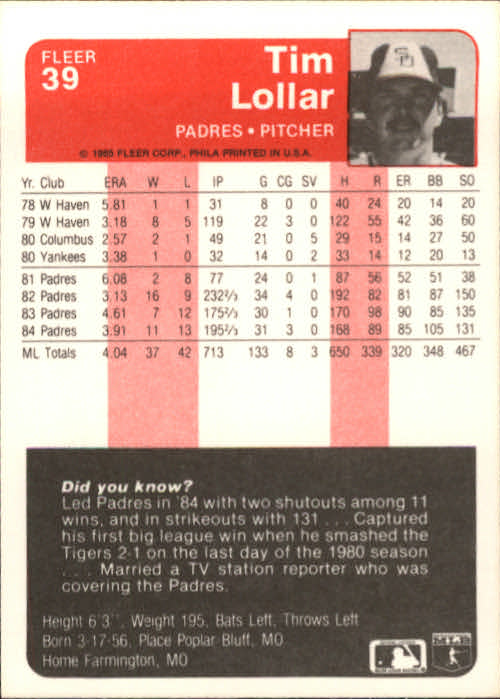 FLEER
39
Tim
Lollar
PADRES • PITCHER
© 1985 FLEER CORP., PHILA PRINTED IN U.S.A.
SD
Yr. Club ERA W L IP G CG SV H R ER BB SO
78 W Haven 5.81 1 1 31 8 0 0 40 24 20 14 20
79 W Haven 3.18 8 5 119 22 3 0 122 55 42 36 60
80 Columbus 2.57 2 1 49 21 0 5 29 15 14 27 50
80 Yankees 3.38 1 0 32 14 0 2 33 14 12 20 13
81 Padres 6.08 2 8 77 24 0 1 87 56 52 51 38
82 Padres 3.13 16 9 232⅔ 34 4 0 192 82 81 87 150
83 Padres 4.61 7 12 175⅔ 30 1 0 170 98 90 85 135
84 Padres 3.91 11 13 195⅔ 31 3 0 168 89 85 105 131
ML Totals 4.04 37 42 713 133 8 3 650 339 320 348 467
Did you know?
Led Padres in '84 with two shutouts among 11
wins, and in strikeouts with 131 . . . Captured
his first big league win when he smashed the
Tigers 2-1 on the last day of the 1980 season
. . . Married a TV station reporter who was
covering the Padres.
Height 6'3", Weight 195, Bats Left, Throws Left
Born 3-17-56, Place Poplar Bluff, MO
Home Farmington, MO